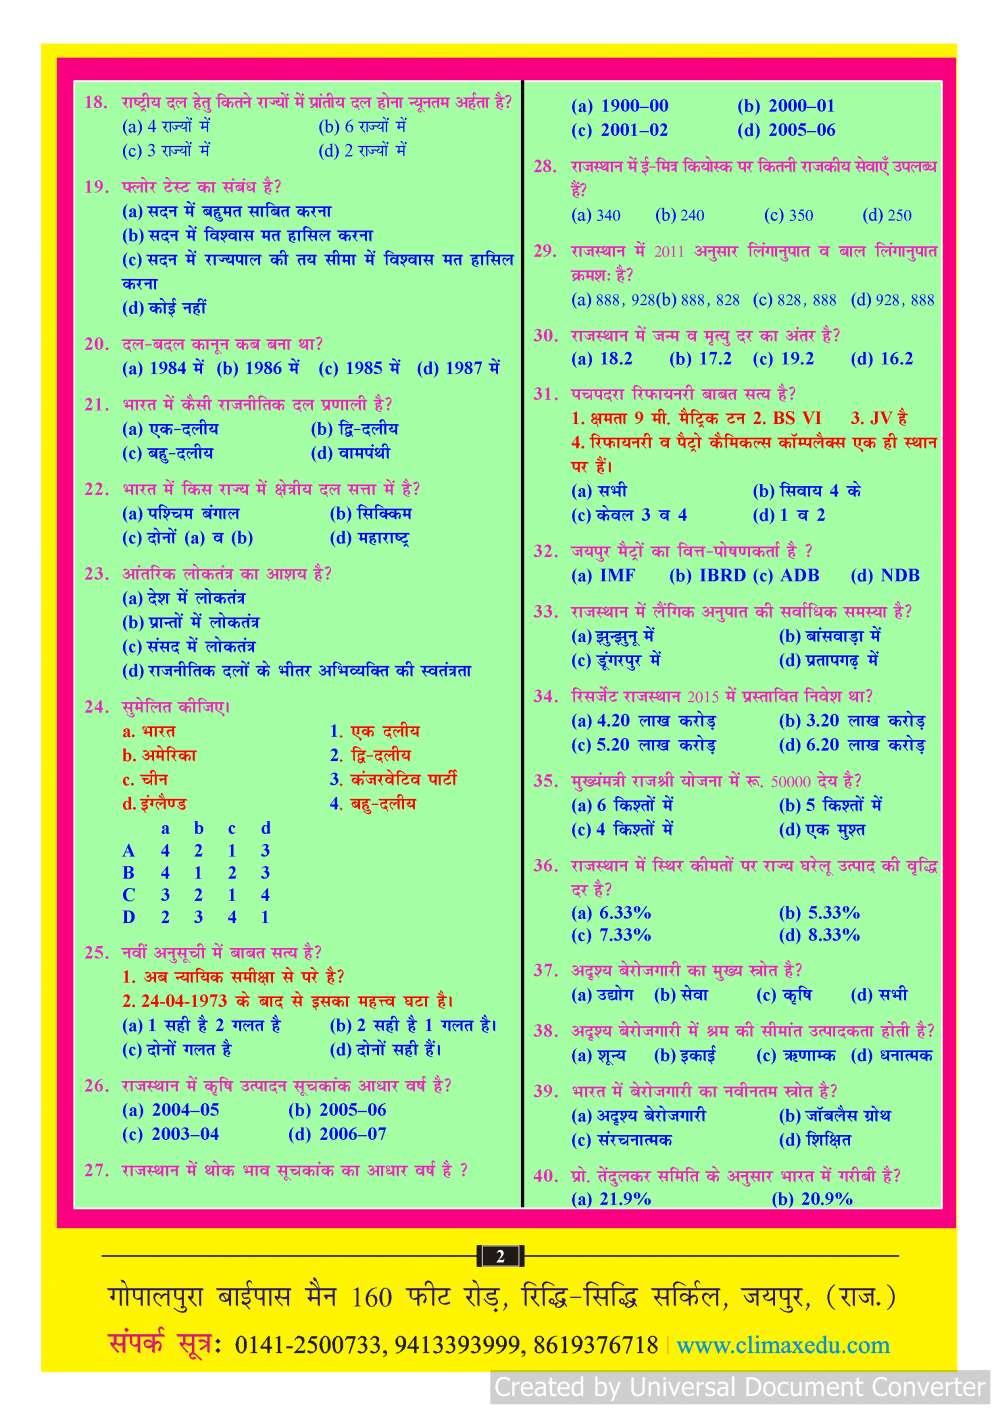 18. राष्ट्रीय दल हेतु कितने राज्यों में प्रांतीय दल होना न्यूनतम अर्हता है?
(a) 4 राज्यों में (b) 6 राज्यों में
(c) 3 राज्यों में (d) 2 राज्यों में
19. फ्लोर टेस्ट का संबंध है?
(a) सदन में बहुमत साबित करना
(b) सदन में विश्वास मत हासिल करना
(c) सदन में राज्यपाल की तय सीमा में विश्वास मत हासिल
करना
(d) कोई नहीं
20. दल-बदल कानून कब बना था?
(a) 1984 में (b) 1986 में (c) 1985 में (d) 1987 में
21. भारत में कैसी राजनीतिक दल प्रणाली है?
(a) एक-दलीय (b) द्वि-दलीय
(c) बहु-दलीय (d) वामपंथी
22. भारत में किस राज्य में क्षेत्रीय दल सत्ता में है?
(a) पश्चिम बंगाल (b) सिक्किम
(c) दोनों (a) व (b) (d) महाराष्ट्र
23. आंतरिक लोकतंत्र का आशय है?
(a) देश में लोकतंत्र
(b) प्रान्तों में लोकतंत्र
(c) संसद में लोकतंत्र
(d) राजनीतिक दलों के भीतर अभिव्यक्ति की स्वतंत्रता
24. सुमेलित कीजिए।
a. भारत 1. एक दलीय
b. अमेरिका 2. द्वि-दलीय
c. चीन 3. कंजरवेटिव पार्टी
d. इंग्लैण्ड 4. बहु-दलीय
a b c d
A 4 2 1 3
B 4 1 2 3
C 3 2 1 4
D 2 3 4 1
25. नवीं अनुसूची में बाबत सत्य है?
1. अब न्यायिक समीक्षा से परे है?
2. 24-04-1973 के बाद से इसका महत्त्व घटा है।
(a) 1 सही है 2 गलत है (b) 2 सही है 1 गलत है।
(c) दोनों गलत है (d) दोनों सही हैं।
26. राजस्थान में कृषि उत्पादन सूचकांक आधार वर्ष है?
(a) 2004–05 (b) 2005–06
(c) 2003–04 (d) 2006–07
27. राजस्थान में थोक भाव सूचकांक का आधार वर्ष है ?
(a) 1900–00 (b) 2000–01
(c) 2001–02 (d) 2005–06
28. राजस्थान में ई-मित्र कियोस्क पर कितनी राजकीय सेवाएँ उपलब्ध
हैं?
(a) 340 (b) 240 (c) 350 (d) 250
29. राजस्थान में 2011 अनुसार लिंगानुपात व बाल लिंगानुपात
क्रमशः है?
(a) 888, 928(b) 888, 828 (c) 828, 888 (d) 928, 888
30. राजस्थान में जन्म व मृत्यु दर का अंतर है?
(a) 18.2 (b) 17.2 (c) 19.2 (d) 16.2
31. पचपदरा रिफायनरी बाबत सत्य है?
1. क्षमता 9 मी. मैट्रिक टन 2. BS VI 3. JV है
4. रिफायनरी व पैट्रो कैमिकल्स कॉम्पलैक्स एक ही स्थान
पर हैं।
(a) सभी (b) सिवाय 4 के
(c) केवल 3 व 4 (d) 1 व 2
32. जयपुर मैट्रों का वित्त-पोषणकर्ता है ?
(a) IMF (b) IBRD (c) ADB (d) NDB
33. राजस्थान में लैंगिक अनुपात की सर्वाधिक समस्या है?
(a) झुन्झुनू में (b) बांसवाड़ा में
(c) डूंगरपुर में (d) प्रतापगढ़ में
34. रिसर्जेंट राजस्थान 2015 में प्रस्तावित निवेश था?
(a) 4.20 लाख करोड़ (b) 3.20 लाख करोड़
(c) 5.20 लाख करोड़ (d) 6.20 लाख करोड़
35. मुख्यंमत्री राजश्री योजना में रू. 50000 देय है?
(a) 6 किश्तों में (b) 5 किश्तों में
(c) 4 किश्तों में (d) एक मुश्त
36. राजस्थान में स्थिर कीमतों पर राज्य घरेलू उत्पाद की वृद्धि
दर है?
(a) 6.33% (b) 5.33%
(c) 7.33% (d) 8.33%
37. अदृश्य बेरोजगारी का मुख्य स्त्रोत है?
(a) उद्योग (b) सेवा (c) कृषि (d) सभी
38. अदृश्य बेरोजगारी में श्रम की सीमांत उत्पादकता होती है?
(a) शून्य (b) इकाई (c) ऋणाम्क (d) धनात्मक
39. भारत में बेरोजगारी का नवीनतम स्त्रोत है?
(a) अदृश्य बेरोजगारी (b) जॉबलैस ग्रोथ
(c) संरचनात्मक (d) शिक्षित
40. प्रो. तेंदुलकर समिति के अनुसार भारत में गरीबी है?
(a) 21.9% (b) 20.9%
2
गोपालपुरा बाईपास मैन 160 फीट रोड़, रिद्धि-सिद्धि सर्किल, जयपुर, (राज.)
संपर्क सूत्र: 0141-2500733, 9413393999, 8619376718 | www.climaxedu.com
Created by Universal Document Converter